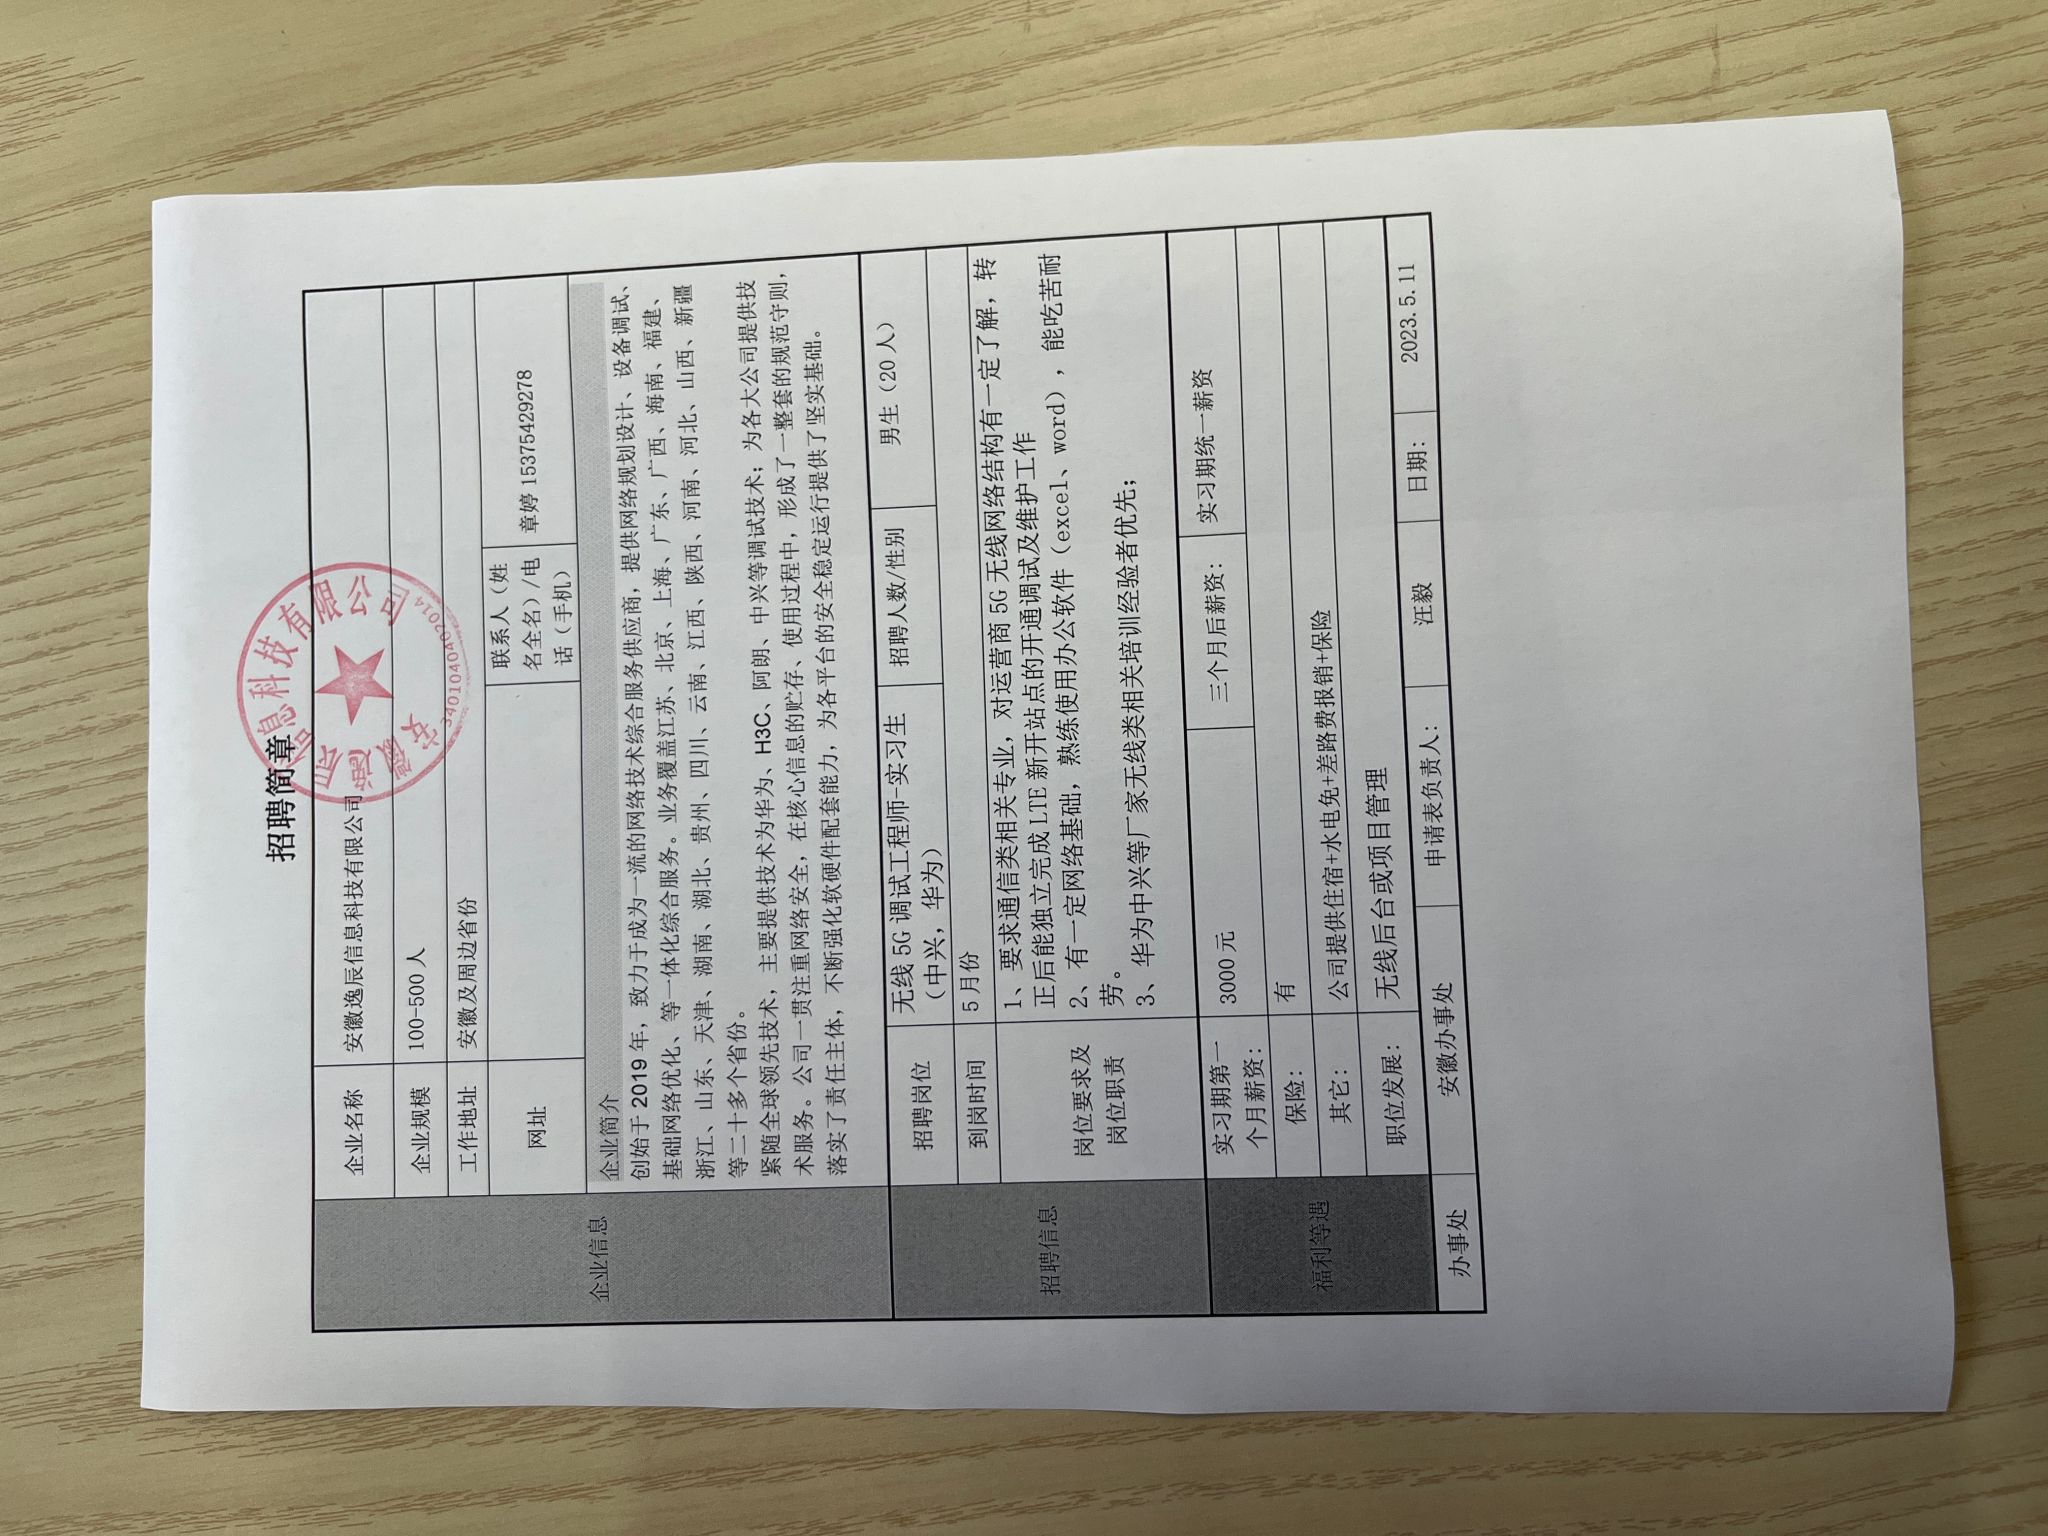 招聘简章
企业信息
企业名称 安徽逸辰信息科技有限公司
企业规模 100-500 人
工作地址 安徽及周边省份
网址
联系人（姓
名全名）/电
话（手机）
章婷 15375429278
企业简介
创始于 2019 年，致力于成为一流的网络技术综合服务供应商，提供网络规划设计、设备调试、
基础网络优化、等一体化综合服务。业务覆盖江苏、北京、上海、广东、广西、海南、福建、
浙江、山东、天津、湖南、湖北、贵州、四川、云南、江西、陕西、河南、河北、山西、新疆
等二十多个省份。
紧随全球领先技术，主要提供技术为华为、H3C、阿朗、中兴等调试技术；为各大公司提供技
术服务。公司一贯注重网络安全，在核心信息的贮存、使用过程中，形成了一整套的规范守则，
落实了责任主体，不断强化软硬件配套能力，为各平台的安全稳定运行提供了坚实基础。
招聘信息
招聘岗位
无线 5G 调试工程师-实习生
（中兴，华为）
招聘人数/性别 男生（20 人）
到岗时间 5 月份
岗位要求及
岗位职责
1、要求通信类相关专业，对运营商 5G 无线网络结构有一定了解，转
正后能独立完成 LTE 新开站点的开通调试及维护工作
2、有一定网络基础，熟练使用办公软件（excel、word），能吃苦耐
劳。
3、华为中兴等厂家无线类相关培训经验者优先；
福利等遇
实习期第一
个月薪资：
3000 元
三个月后薪资： 实习期统一薪资
保险： 有
其它： 公司提供住宿+水电免+差路费报销+保险
职位发展： 无线后台或项目管理
办事处 安徽办事处 申请表负责人： 汪毅 日期： 2023.5.11
信息科技有限公司
安徽